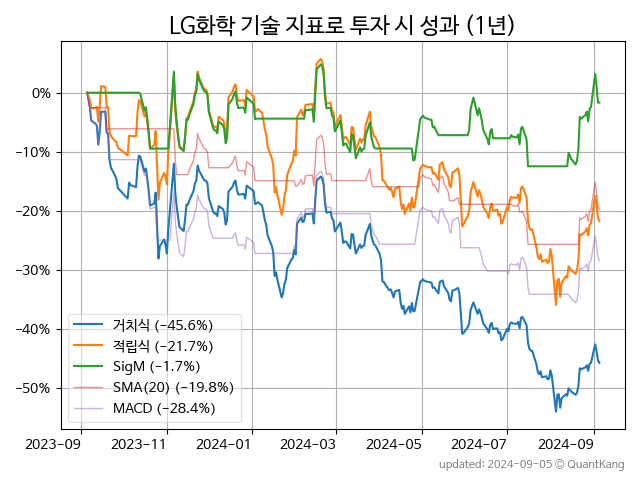 LG화학 기술 지표로 투자 시 성과 (1년)
0%
−10%
−20%
−30%
−40%
−50%
거치식 (−45.6%)
적립식 (−21.7%)
SigM (−1.7%)
SMA(20) (−19.8%)
MACD (−28.4%)
2023-09 2023-11 2024-01 2024-03 2024-05 2024-07 2024-09
updated: 2024-09-05 © QuantKang